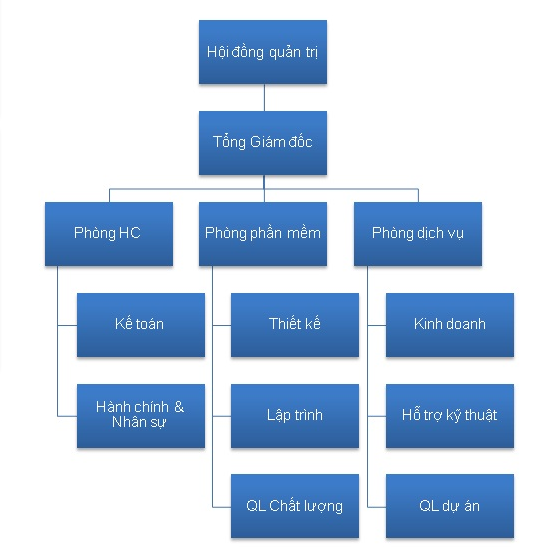 Hội đồng quản trị
Tổng Giám đốc
Phòng HC
Phòng phần mềm
Phòng dịch vụ
Kế toán
Thiết kế
Kinh doanh
Hành chính &
Nhân sự
Lập trình
Hỗ trợ kỹ thuật
QL Chất lượng
QL dự án